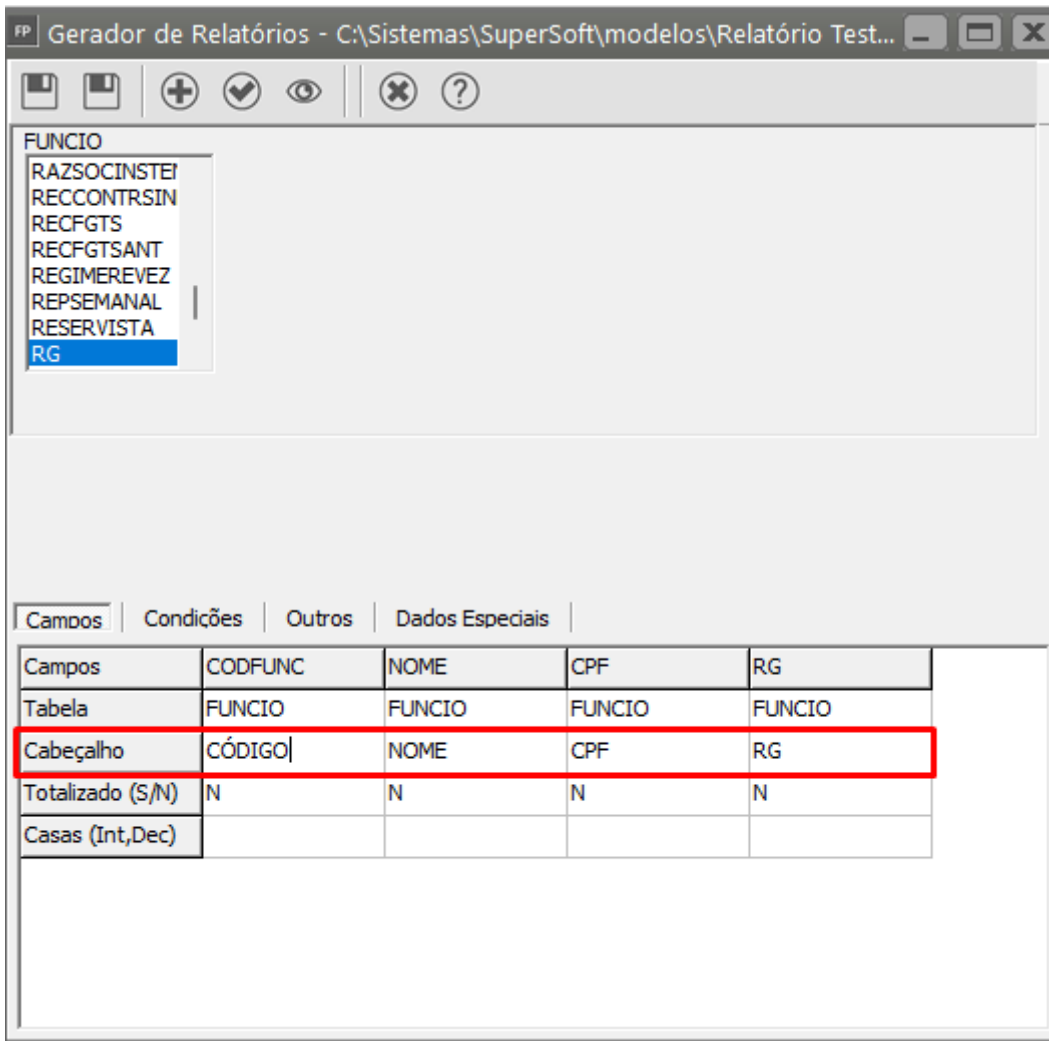 FP Gerador de Relatórios - C:\Sistemas\SuperSoft\modelos\Relatório Test...
FUNCIO
RAZSOCINSTEN
RECCONTRSIN
RECFGTS
RECFGTSANT
REGIMEREVEZ
REPSEMANAL
RESERVISTA
RG
Campos Condições Outros Dados Especiais
Campos CODFUNC NOME CPF RG
Tabela FUNCIO FUNCIO FUNCIO FUNCIO
Cabeçalho CÓDIGO NOME CPF RG
Totalizado (S/N) N N N N
Casas (Int,Dec)